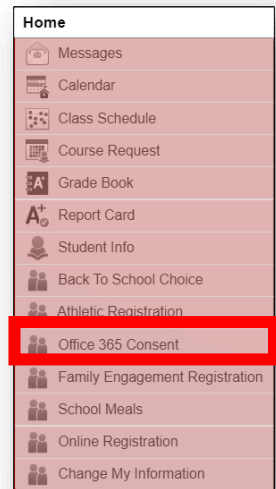 Home
Messages
Calendar
Class Schedule
Course Request
Grade Book
Report Card
Student Info
Back To School Choice
Athletic Registration
Office 365 Consent
Family Engagement Registration
School Meals
Online Registration
Change My Information